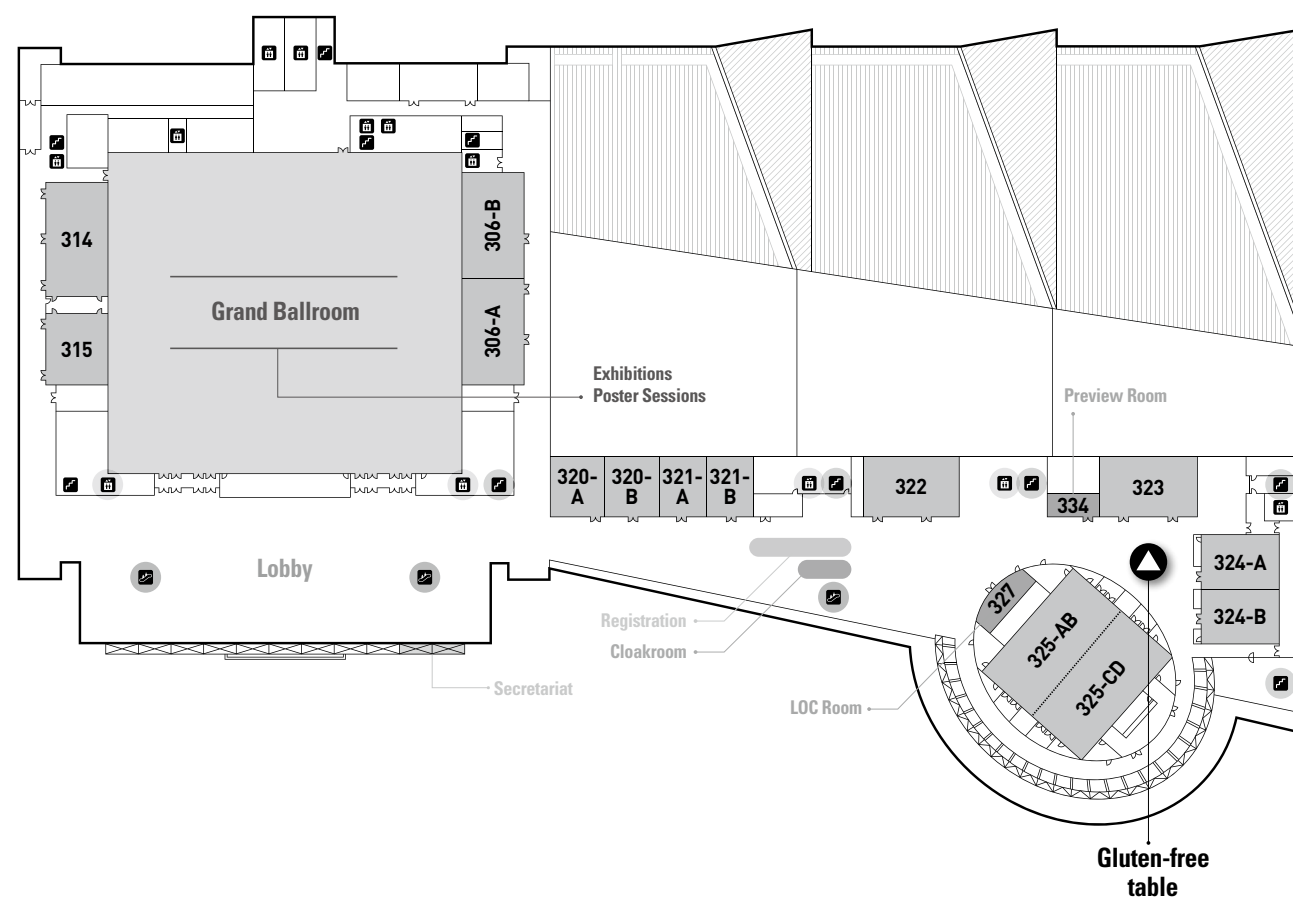 314
306-B
Grand Ballroom
306-A
315
Exhibitions
Poster Sessions
Preview Room
320-
A
320-
B
321-
A
321-
B
322
334
323
Lobby
324-A
324-B
327
325-AB
325-CD
Registration
Cloakroom
Secretariat
LOC Room
Gluten-free
table